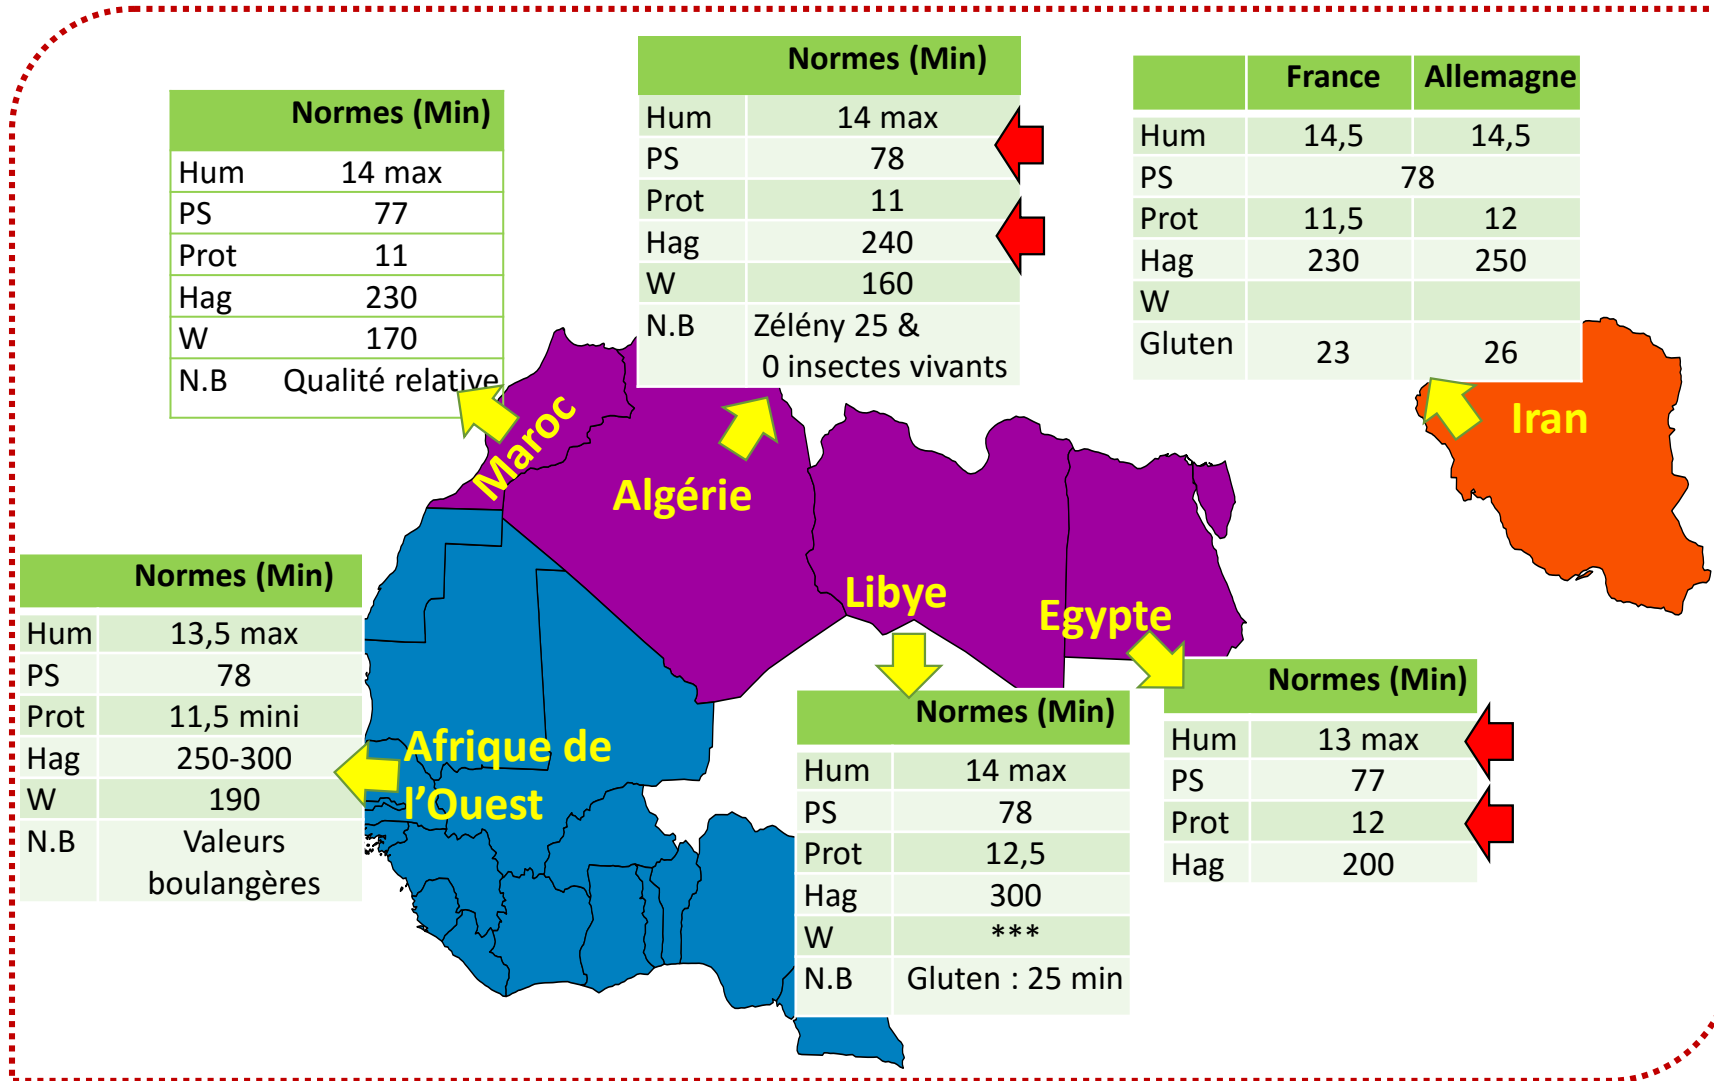 Normes (Min)
Hum 14 max
PS 77
Prot 11
Hag 230
W 170
N.B Qualité relative
Normes (Min)
Hum 14 max
PS 78
Prot 11
Hag 240
W 160
N.B Zélény 25 &
0 insectes vivants
France Allemagne
Hum 14,5 14,5
PS 78
Prot 11,5 12
Hag 230 250
W
Gluten 23 26
Maroc
Algérie
Libye
Egypte
Iran
Afrique de
l'Ouest
Normes (Min)
Hum 13,5 max
PS 78
Prot 11,5 mini
Hag 250-300
W 190
N.B Valeurs
boulangères
Normes (Min)
Hum 14 max
PS 78
Prot 12,5
Hag 300
W ***
N.B Gluten : 25 min
Normes (Min)
Hum 13 max
PS 77
Prot 12
Hag 200